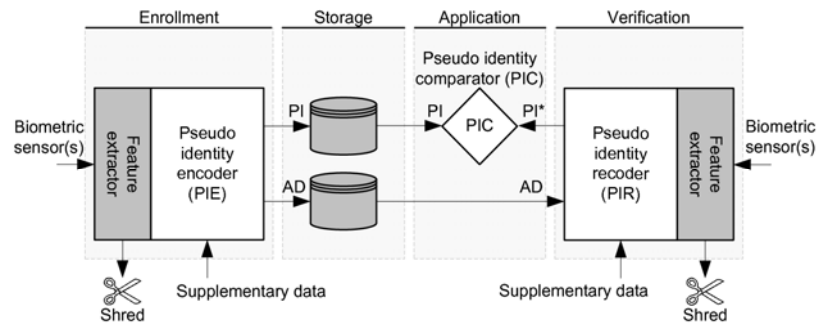 Enrollment
Storage
Application
Verification
Pseudo identity
comparator (PIC)
Biometric
sensor(s)
Feature
extractor
Pseudo
identity
encoder
(PIE)
PI
PI
PIC
PI*
AD
AD
Pseudo
identity
recoder
(PIR)
Feature
extractor
Biometric
sensor(s)
Shred
Supplementary data
Supplementary data
Shred